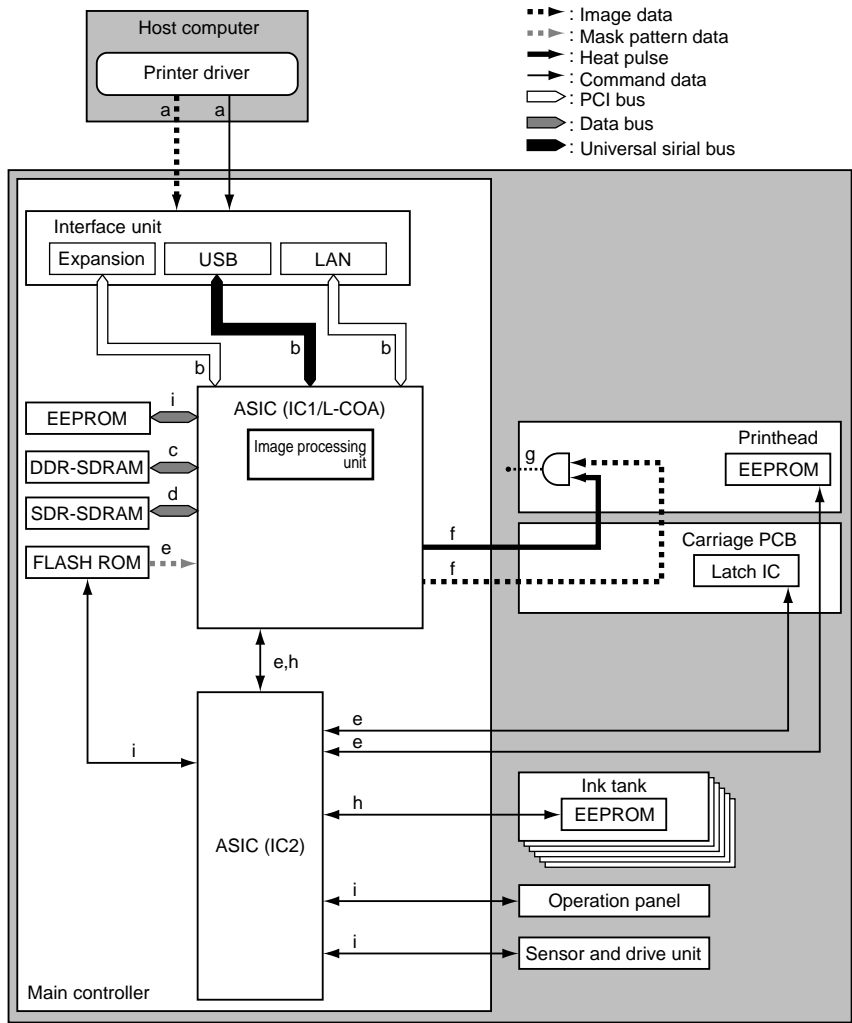 Host computer
Printer driver
a
a
: Image data
: Mask pattern data
: Heat pulse
: Command data
: PCI bus
: Data bus
: Universal sirial bus
Interface unit
Expansion
USB
LAN
b
b
b
EEPROM
i
DDR-SDRAM
c
SDR-SDRAM
d
FLASH ROM
e
ASIC (IC1/L-COA)
Image processing
unit
f
f
g
Printhead
EEPROM
Carriage PCB
Latch IC
e,h
i
ASIC (IC2)
e
e
h
Ink tank
EEPROM
i
Operation panel
i
Sensor and drive unit
Main controller